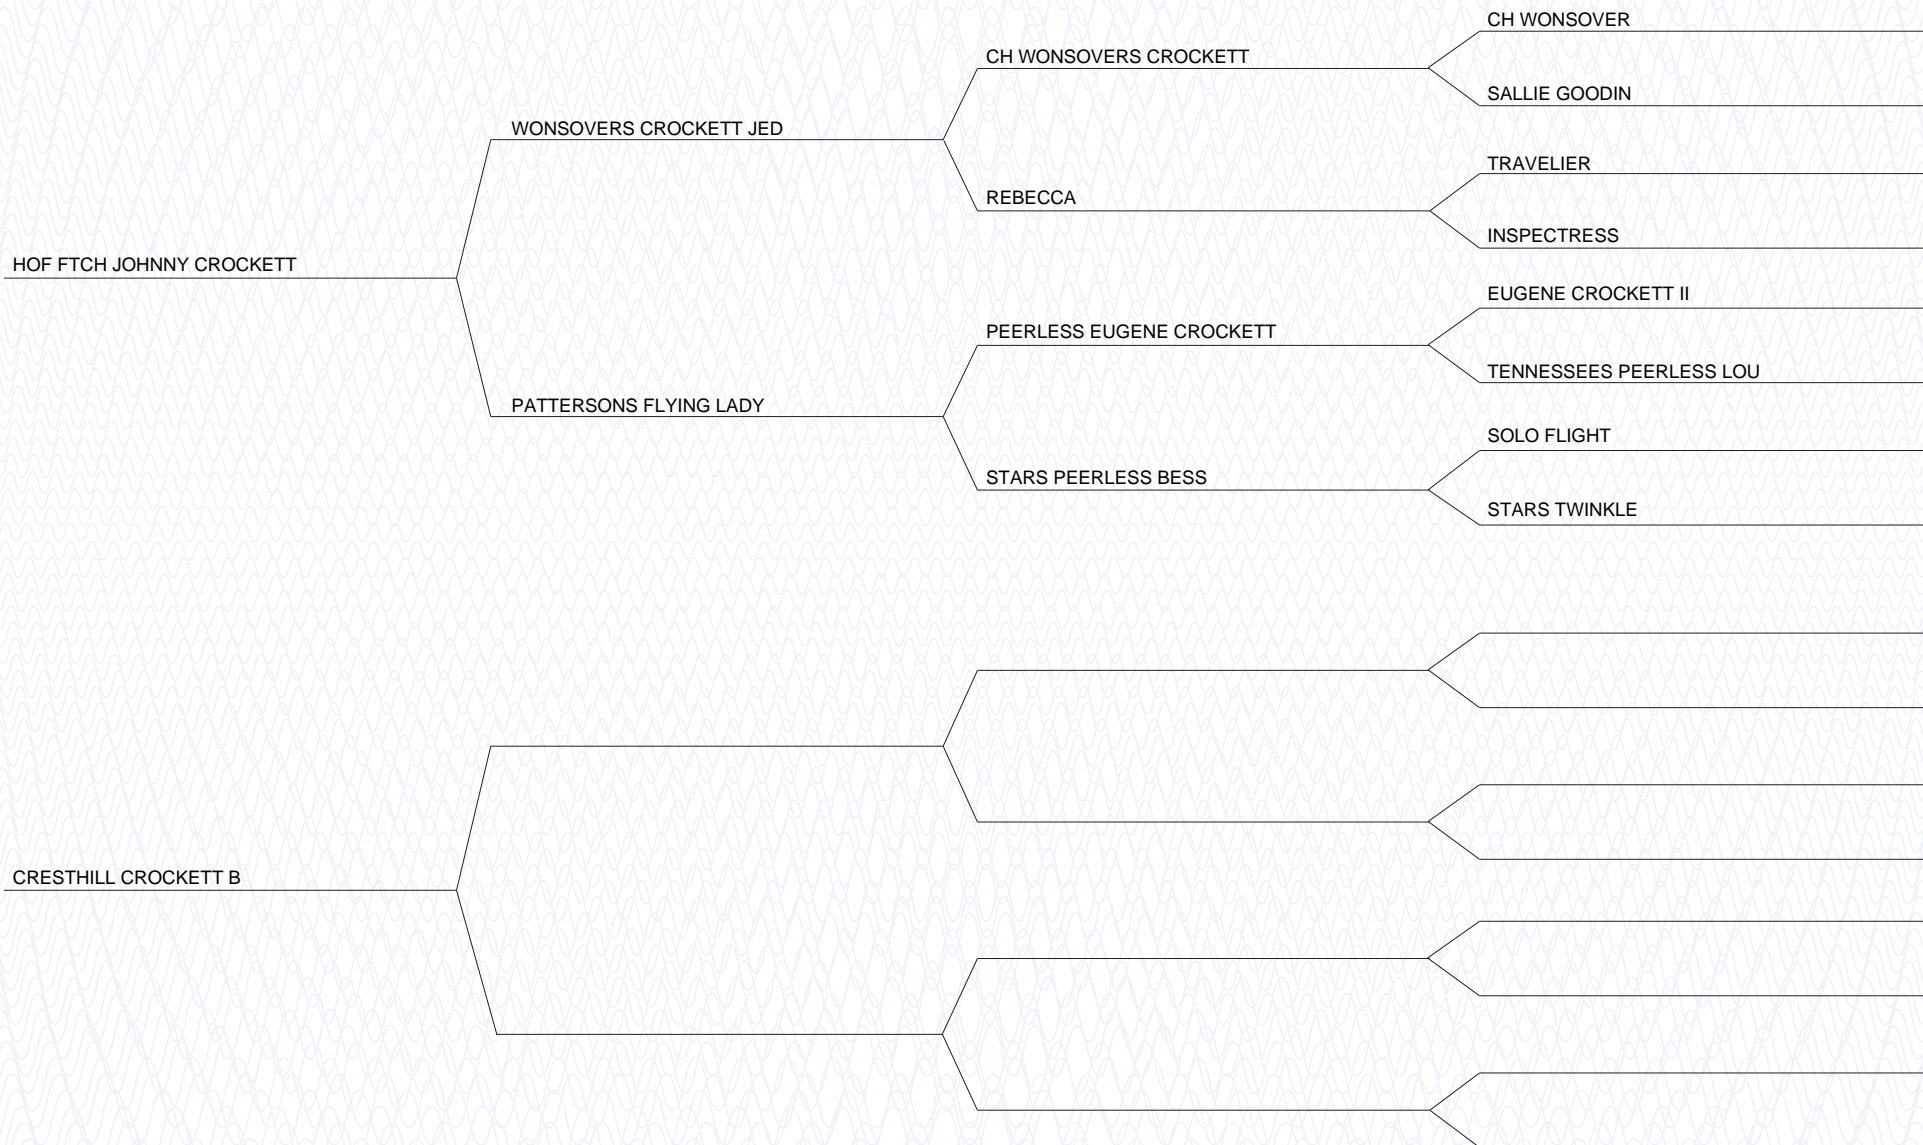 CH WONSOVER
CH WONSOVERS CROCKETT
SALLIE GOODIN
WONSOVERS CROCKETT JED
TRAVELIER
REBECCA
INSPECTRESS
HOF FTCH JOHNNY CROCKETT
EUGENE CROCKETT II
PEERLESS EUGENE CROCKETT
TENNESSEES PEERLESS LOU
PATTERSONS FLYING LADY
SOLO FLIGHT
STARS PEERLESS BESS
STARS TWINKLE
CRESTHILL CROCKETT B